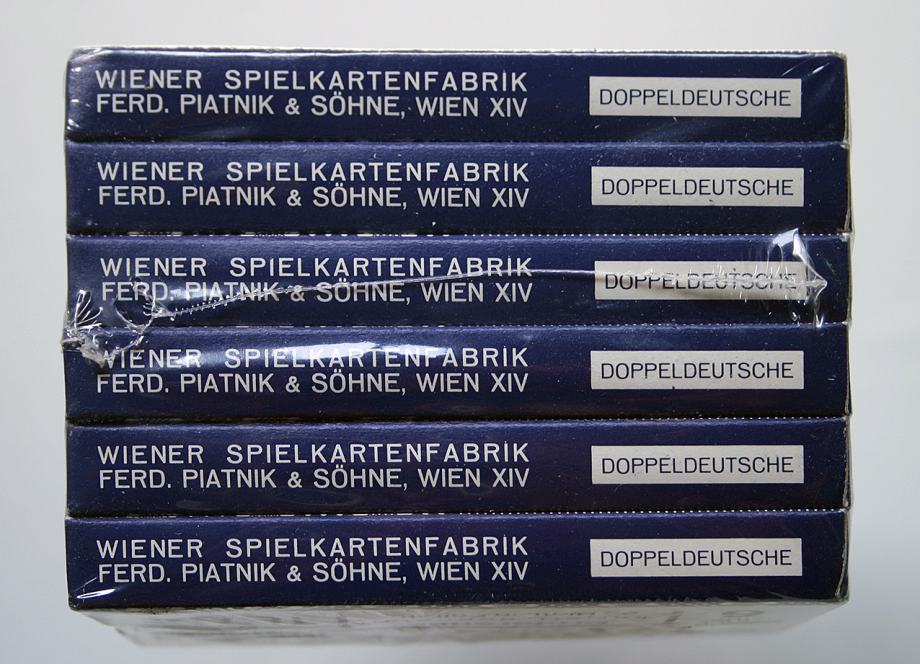 WIENER SPIELKARTENFABRIK
FERD. PIATNIK & SÖHNE, WIEN XIV
DOPPELDEUTSCHE
WIENER SPIELKARTENFABRIK
FERD. PIATNIK & SÖHNE, WIEN XIV
DOPPELDEUTSCHE
WIENER SPIELKARTENFABRIK
FERD. PIATNIK & SÖHNE, WIEN XIV
DOPPELDEUTSCHE
WIENER SPIELKARTENFABRIK
FERD. PIATNIK & SÖHNE, WIEN XIV
DOPPELDEUTSCHE
WIENER SPIELKARTENFABRIK
FERD. PIATNIK & SÖHNE, WIEN XIV
DOPPELDEUTSCHE
WIENER SPIELKARTENFABRIK
FERD. PIATNIK & SÖHNE, WIEN XIV
DOPPELDEUTSCHE